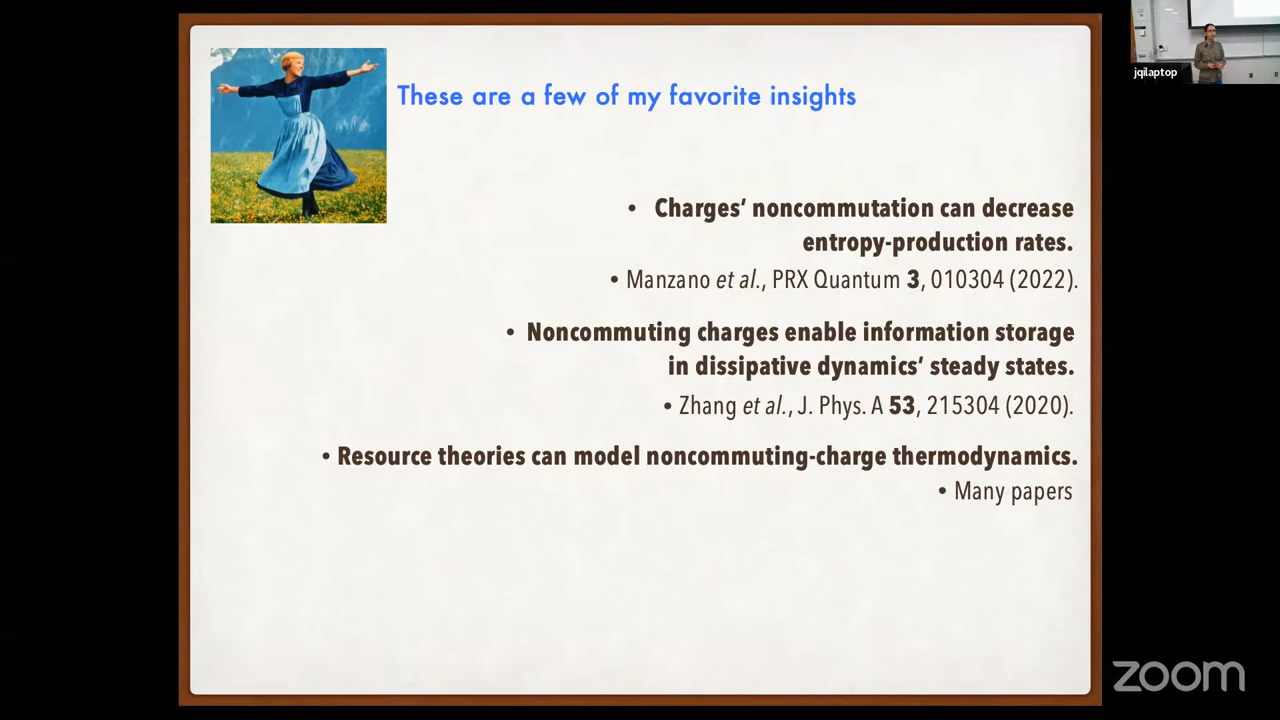 These are a few of my favorite insights
jqilaptop
• Charges’ noncommutation can decrease
entropy-production rates.
• Manzano et al., PRX Quantum 3, 010304 (2022).
• Noncommuting charges enable information storage
in dissipative dynamics’ steady states.
• Zhang et al., J. Phys. A 53, 215304 (2020).
• Resource theories can model noncommuting-charge thermodynamics.
• Many papers
zoom